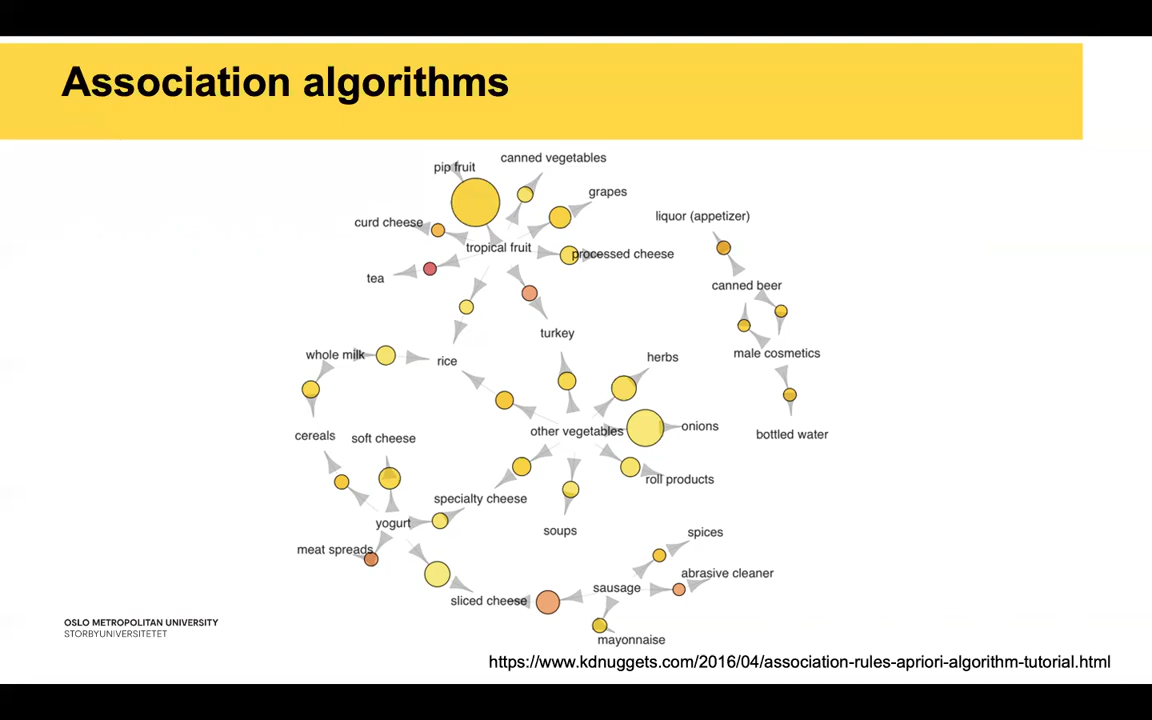 Association algorithms
canned vegetables
pip fruit
grapes
liquor (appetizer)
curd cheese
tropical fruit
processed cheese
tea
canned beer
turkey
male cosmetics
whole milk
herbs
rice
onions
other vegetables
bottled water
cereals
soft cheese
roll products
specialty cheese
yogurt
soups
spices
meat spreads
abrasive cleaner
sausage
sliced cheese
mayonnaise
OSLO METROPOLITAN UNIVERSITY
STORBYUNIVERSITETET
https://www.kdnuggets.com/2016/04/association-rules-apriori-algorithm-tutorial.html